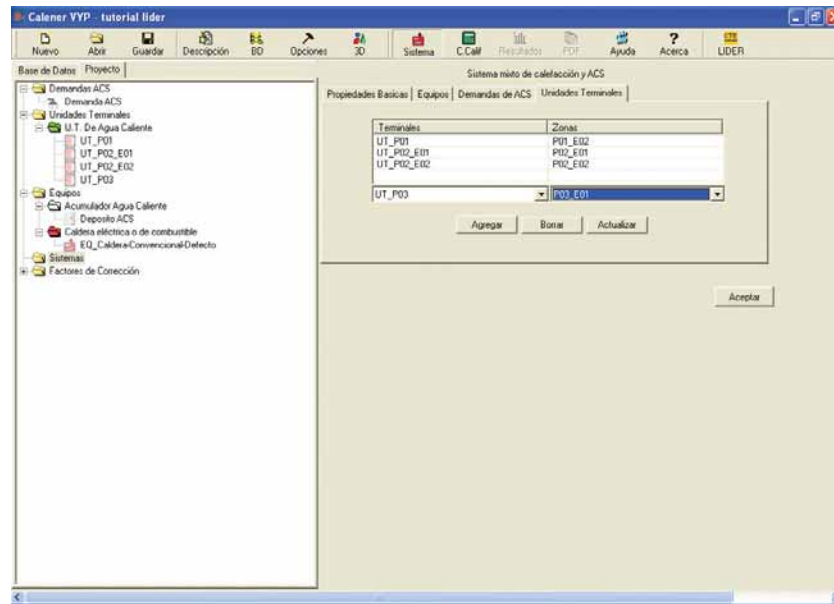 Calener VYP - tutorial lider
Nuevo Abrir Guardar Descripción BD Opciones 3D Sistema C.Calif Resultados PDF Ayuda Acerca LIDER
Base de Datos Proyecto
Demandas ACS
Demanda ACS
Unidades Terminales
U.T. De Agua Caliente
UT_P01
UT_P02_E01
UT_P02_E02
UT_P03
Equipos
Acumulador Agua Caliente
Deposito ACS
Caldera eléctrica o de combustible
EQ_Caldera-Convencional-Defecto
Sistemas
Factores de Corrección
Sistema mixto de calefacción y ACS
Propiedades Basicas Equipos Demandas de ACS Unidades Terminales
Terminales Zonas
UT_P01 P01_E02
UT_P02_E01 P02_E01
UT_P02_E02 P02_E02
UT_P03 P03_E01
Agregar Borrar Actualizar
Aceptar